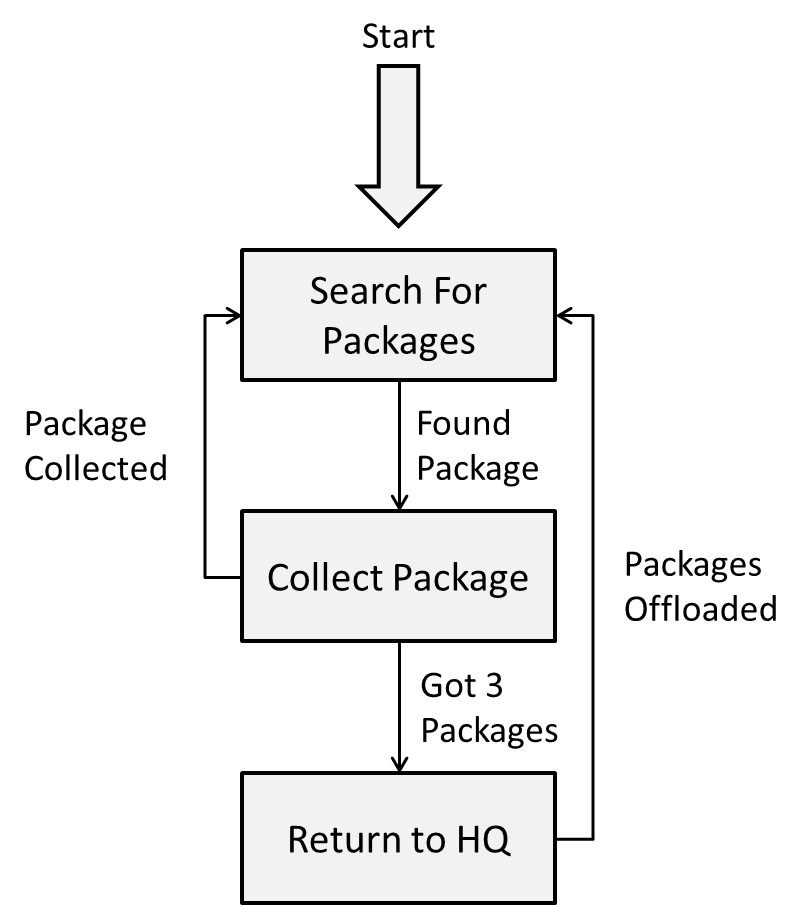 Start
Search For
Packages
Package
Collected
Found
Package
Collect Package
Packages
Offloaded
Got 3
Packages
Return to HQ